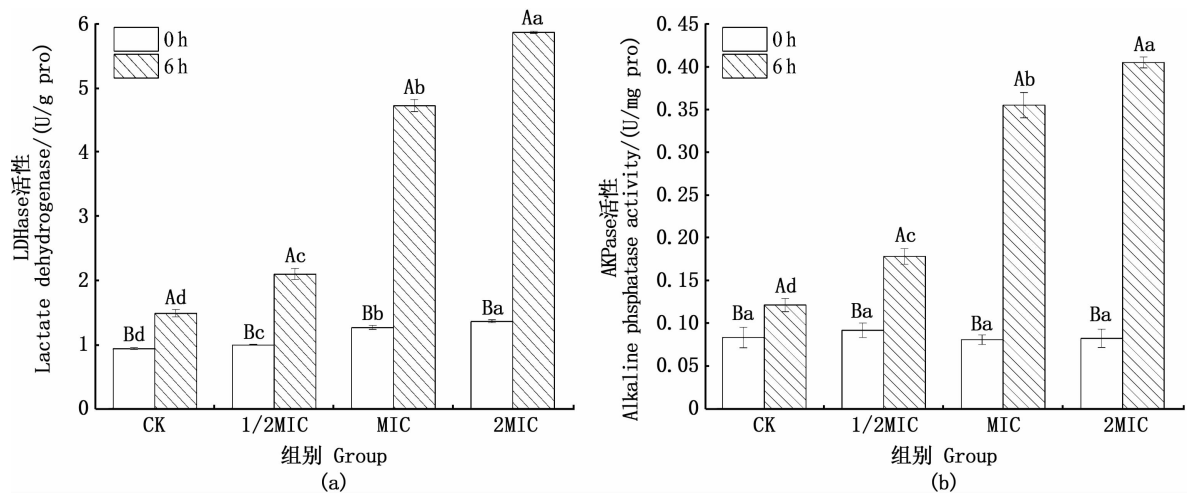 LDHase活性
Lactate dehydrogenase/(U/g pro)
6
5
4
3
2
1
0
0 h
6 h
Bd
Ad
Bc
Ac
Bb
Ab
Ba
Aa
CK
1/2MIC
MIC
2MIC
组别 Group
(a)
AKPase活性
Alkaline phsphatase activity/(U/mg pro)
0.45
0.40
0.35
0.30
0.25
0.20
0.15
0.10
0.05
0.00
0 h
6 h
Ba
Ad
Ba
Ac
Ba
Ab
Ba
Aa
CK
1/2MIC
MIC
2MIC
组别 Group
(b)